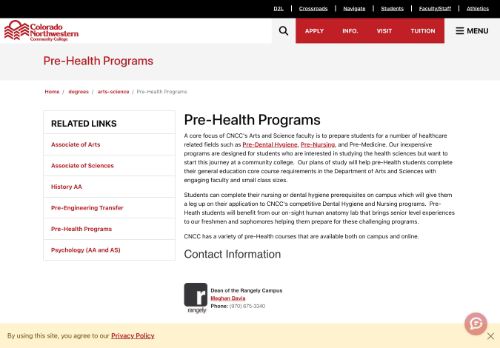 D2L | Crossroads | Navigate | Students | Faculty/Staff | Athletics
Colorado
Northwestern
Community College
APPLY INFO. VISIT TUITION MENU
Pre-Health Programs
Home / degrees / arts-science / Pre-Health Programs
RELATED LINKS
Associate of Arts
Associate of Sciences
History AA
Pre-Engineering Transfer
Pre-Health Programs
Psychology (AA and AS)
Pre-Health Programs
A core focus of CNCC's Arts and Science faculty is to prepare students for a number of healthcare
related fields such as Pre-Dental Hygiene, Pre-Nursing, and Pre-Medicine. Our inexpensive
programs are designed for students who are interested in studying the health sciences but want to
start this journey at a community college. Our plans of study will help pre-Health students complete
their general education core course requirements in the Department of Arts and Sciences with
engaging faculty and small class sizes.
Students can complete their nursing or dental hygiene prerequisites on campus which will give them
a leg up on their application to CNCC's competitive Dental Hygiene and Nursing programs. Pre-
Heath students will benefit from our on-sight human anatomy lab that brings senior level experiences
to our freshmen and sophomores helping them prepare for these challenging programs.
CNCC has a variety of pre-Health courses that are available both on campus and online.
Contact Information
r
rangely
Dean of the Rangely Campus
Meghan Davis
Phone: (970) 675-3340
By using this site, you agree to our Privacy Policy